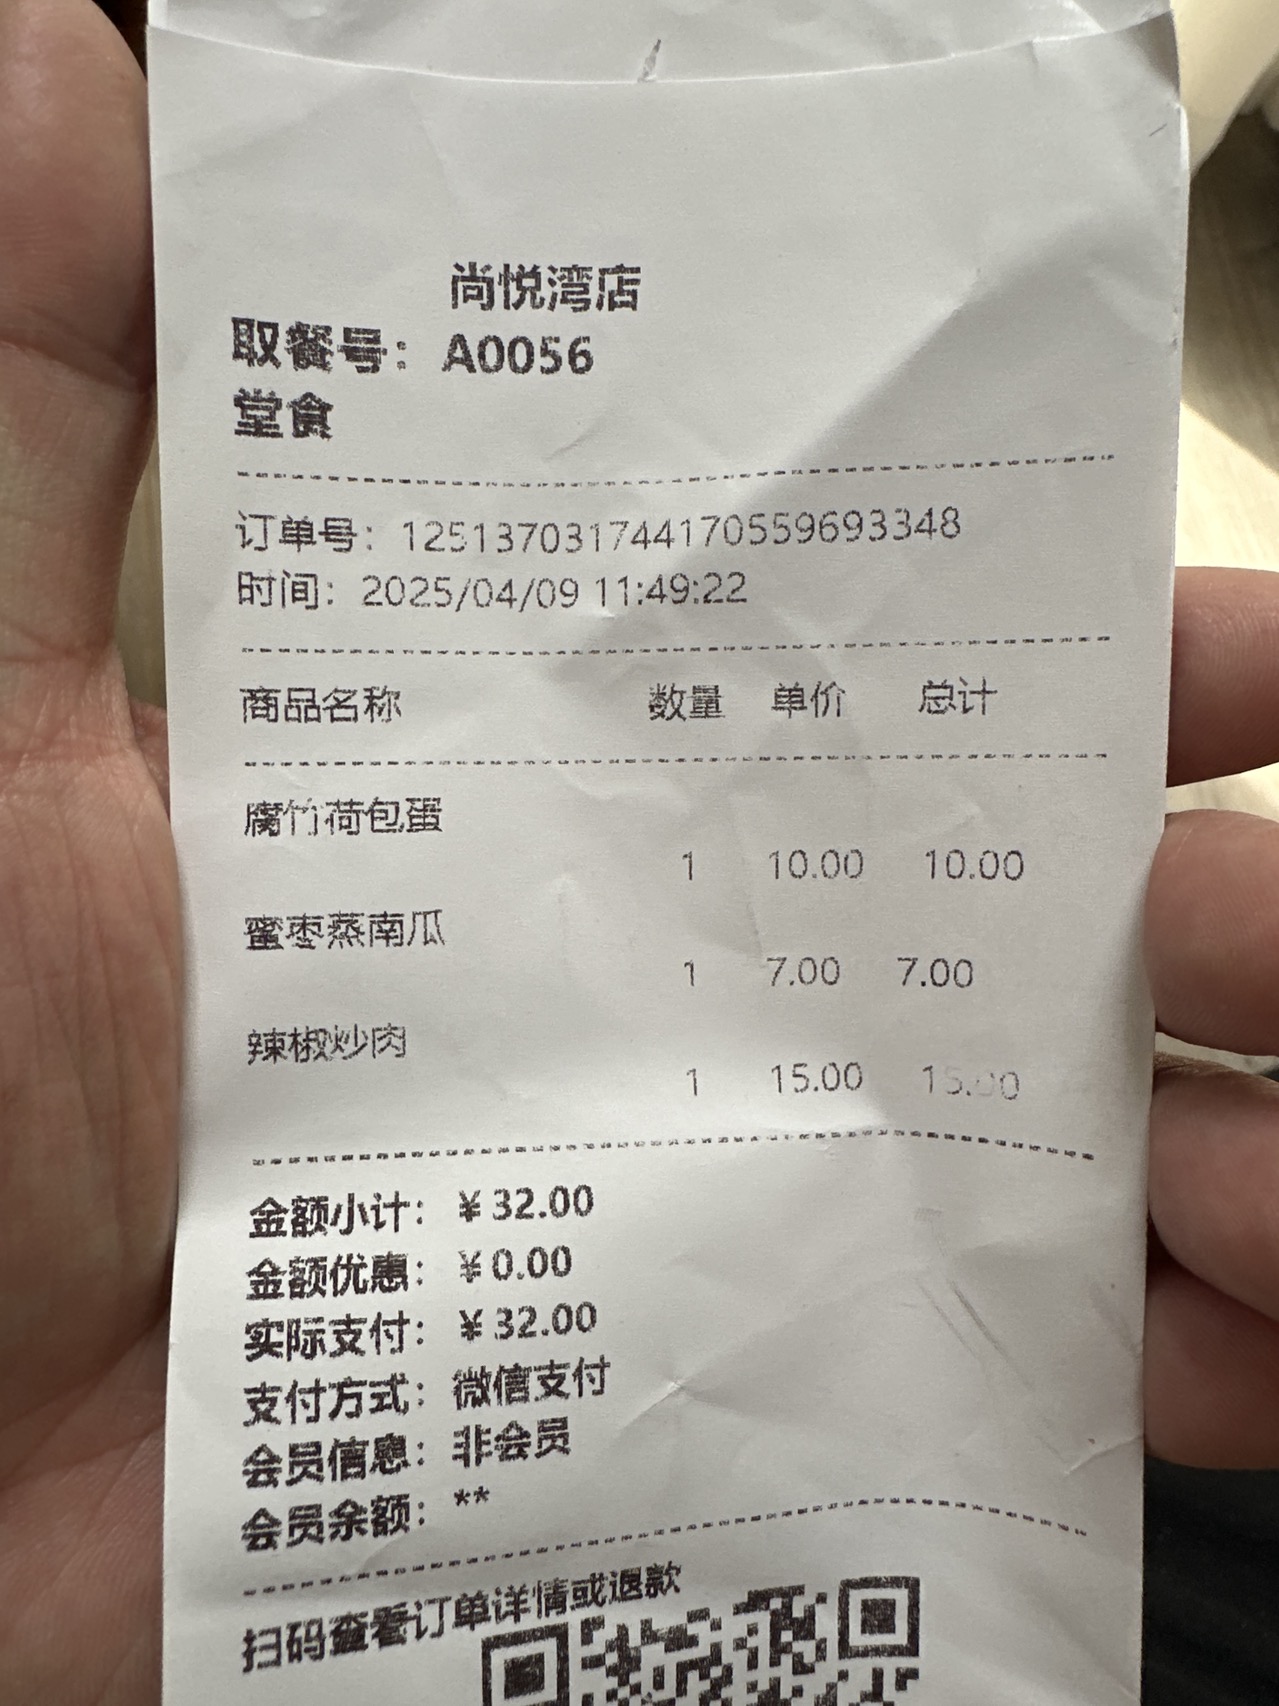 尚悦湾店
取餐号：A0056
堂食
订单号：1251370317441705596​93348
时间：2025/04/09 11:49:22
商品名称 数量 单价 总计
腐竹荷包蛋
1 10.00 10.00
蜜枣蒸南瓜
1 7.00 7.00
辣椒炒肉
1 15.00 15.00
金额小计：￥32.00
金额优惠：￥0.00
实际支付：￥32.00
支付方式：微信支付
会员信息：非会员
会员余额：**
扫码查看订单详情或退款